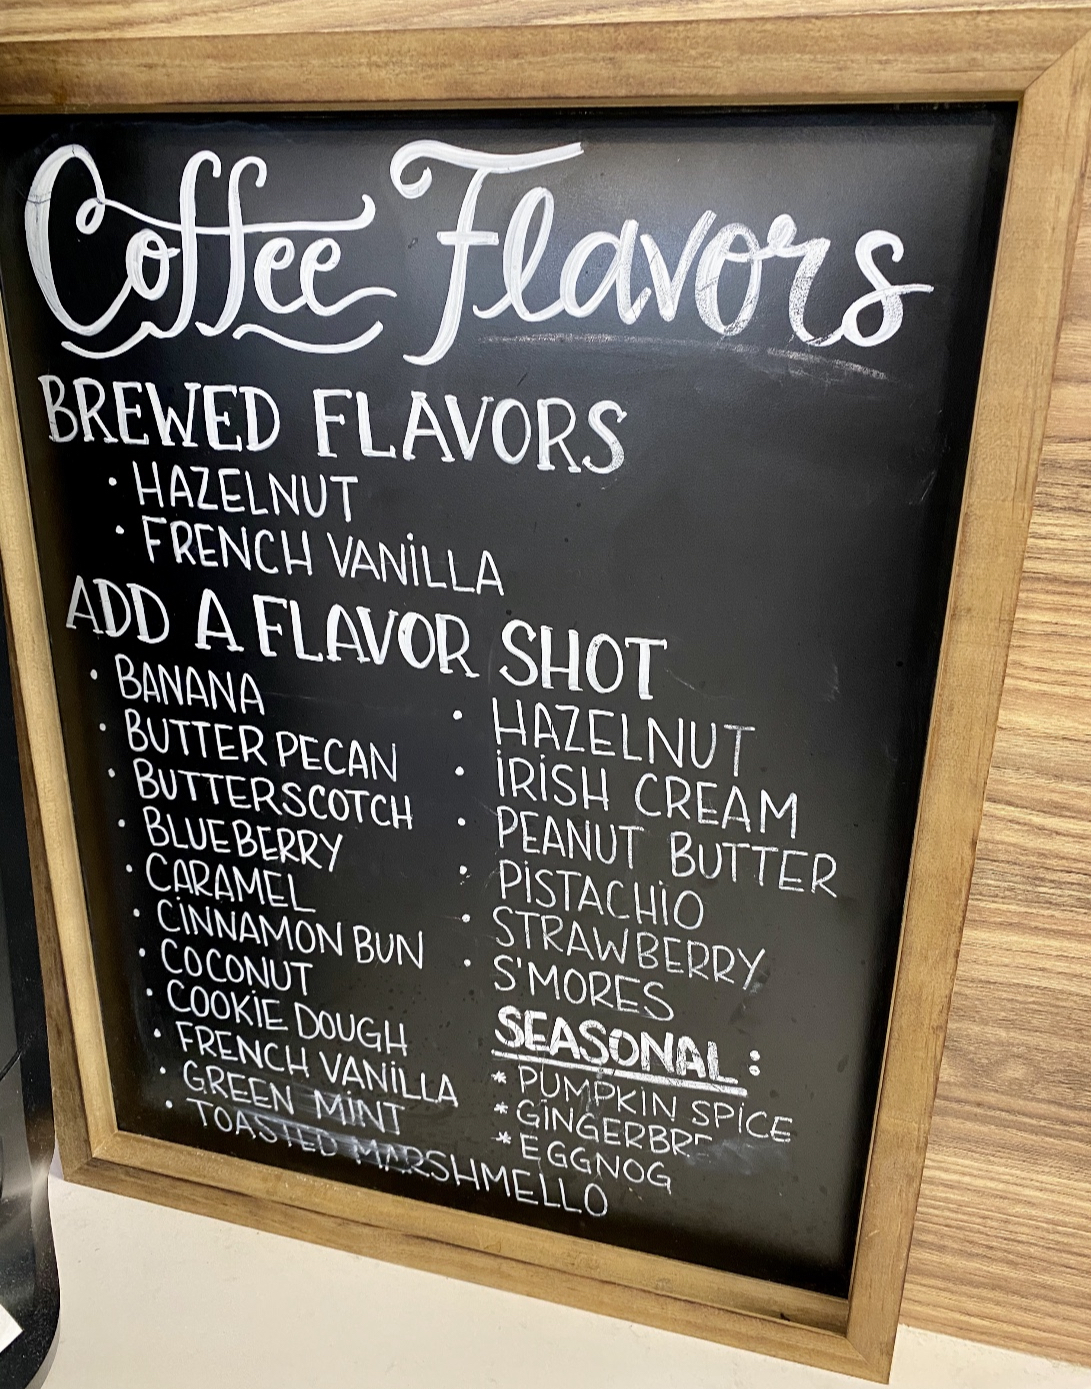 Coffee Flavors
BREWED FLAVORS
• HAZELNUT
• FRENCH VANILLA
ADD A FLAVOR SHOT
• BANANA
• BUTTER PECAN
• BUTTERSCOTCH
• BLUEBERRY
• CARAMEL
• CINNAMON BUN
• COCONUT
• COOKIE DOUGH
• FRENCH VANILLA
• GREEN MINT
• TOASTED MARSHMELLO
• HAZELNUT
• IRISH CREAM
• PEANUT BUTTER
• PISTACHIO
• STRAWBERRY
• S'MORES
SEASONAL:
* PUMPKIN SPICE
* GINGERBRE
* EGGNOG